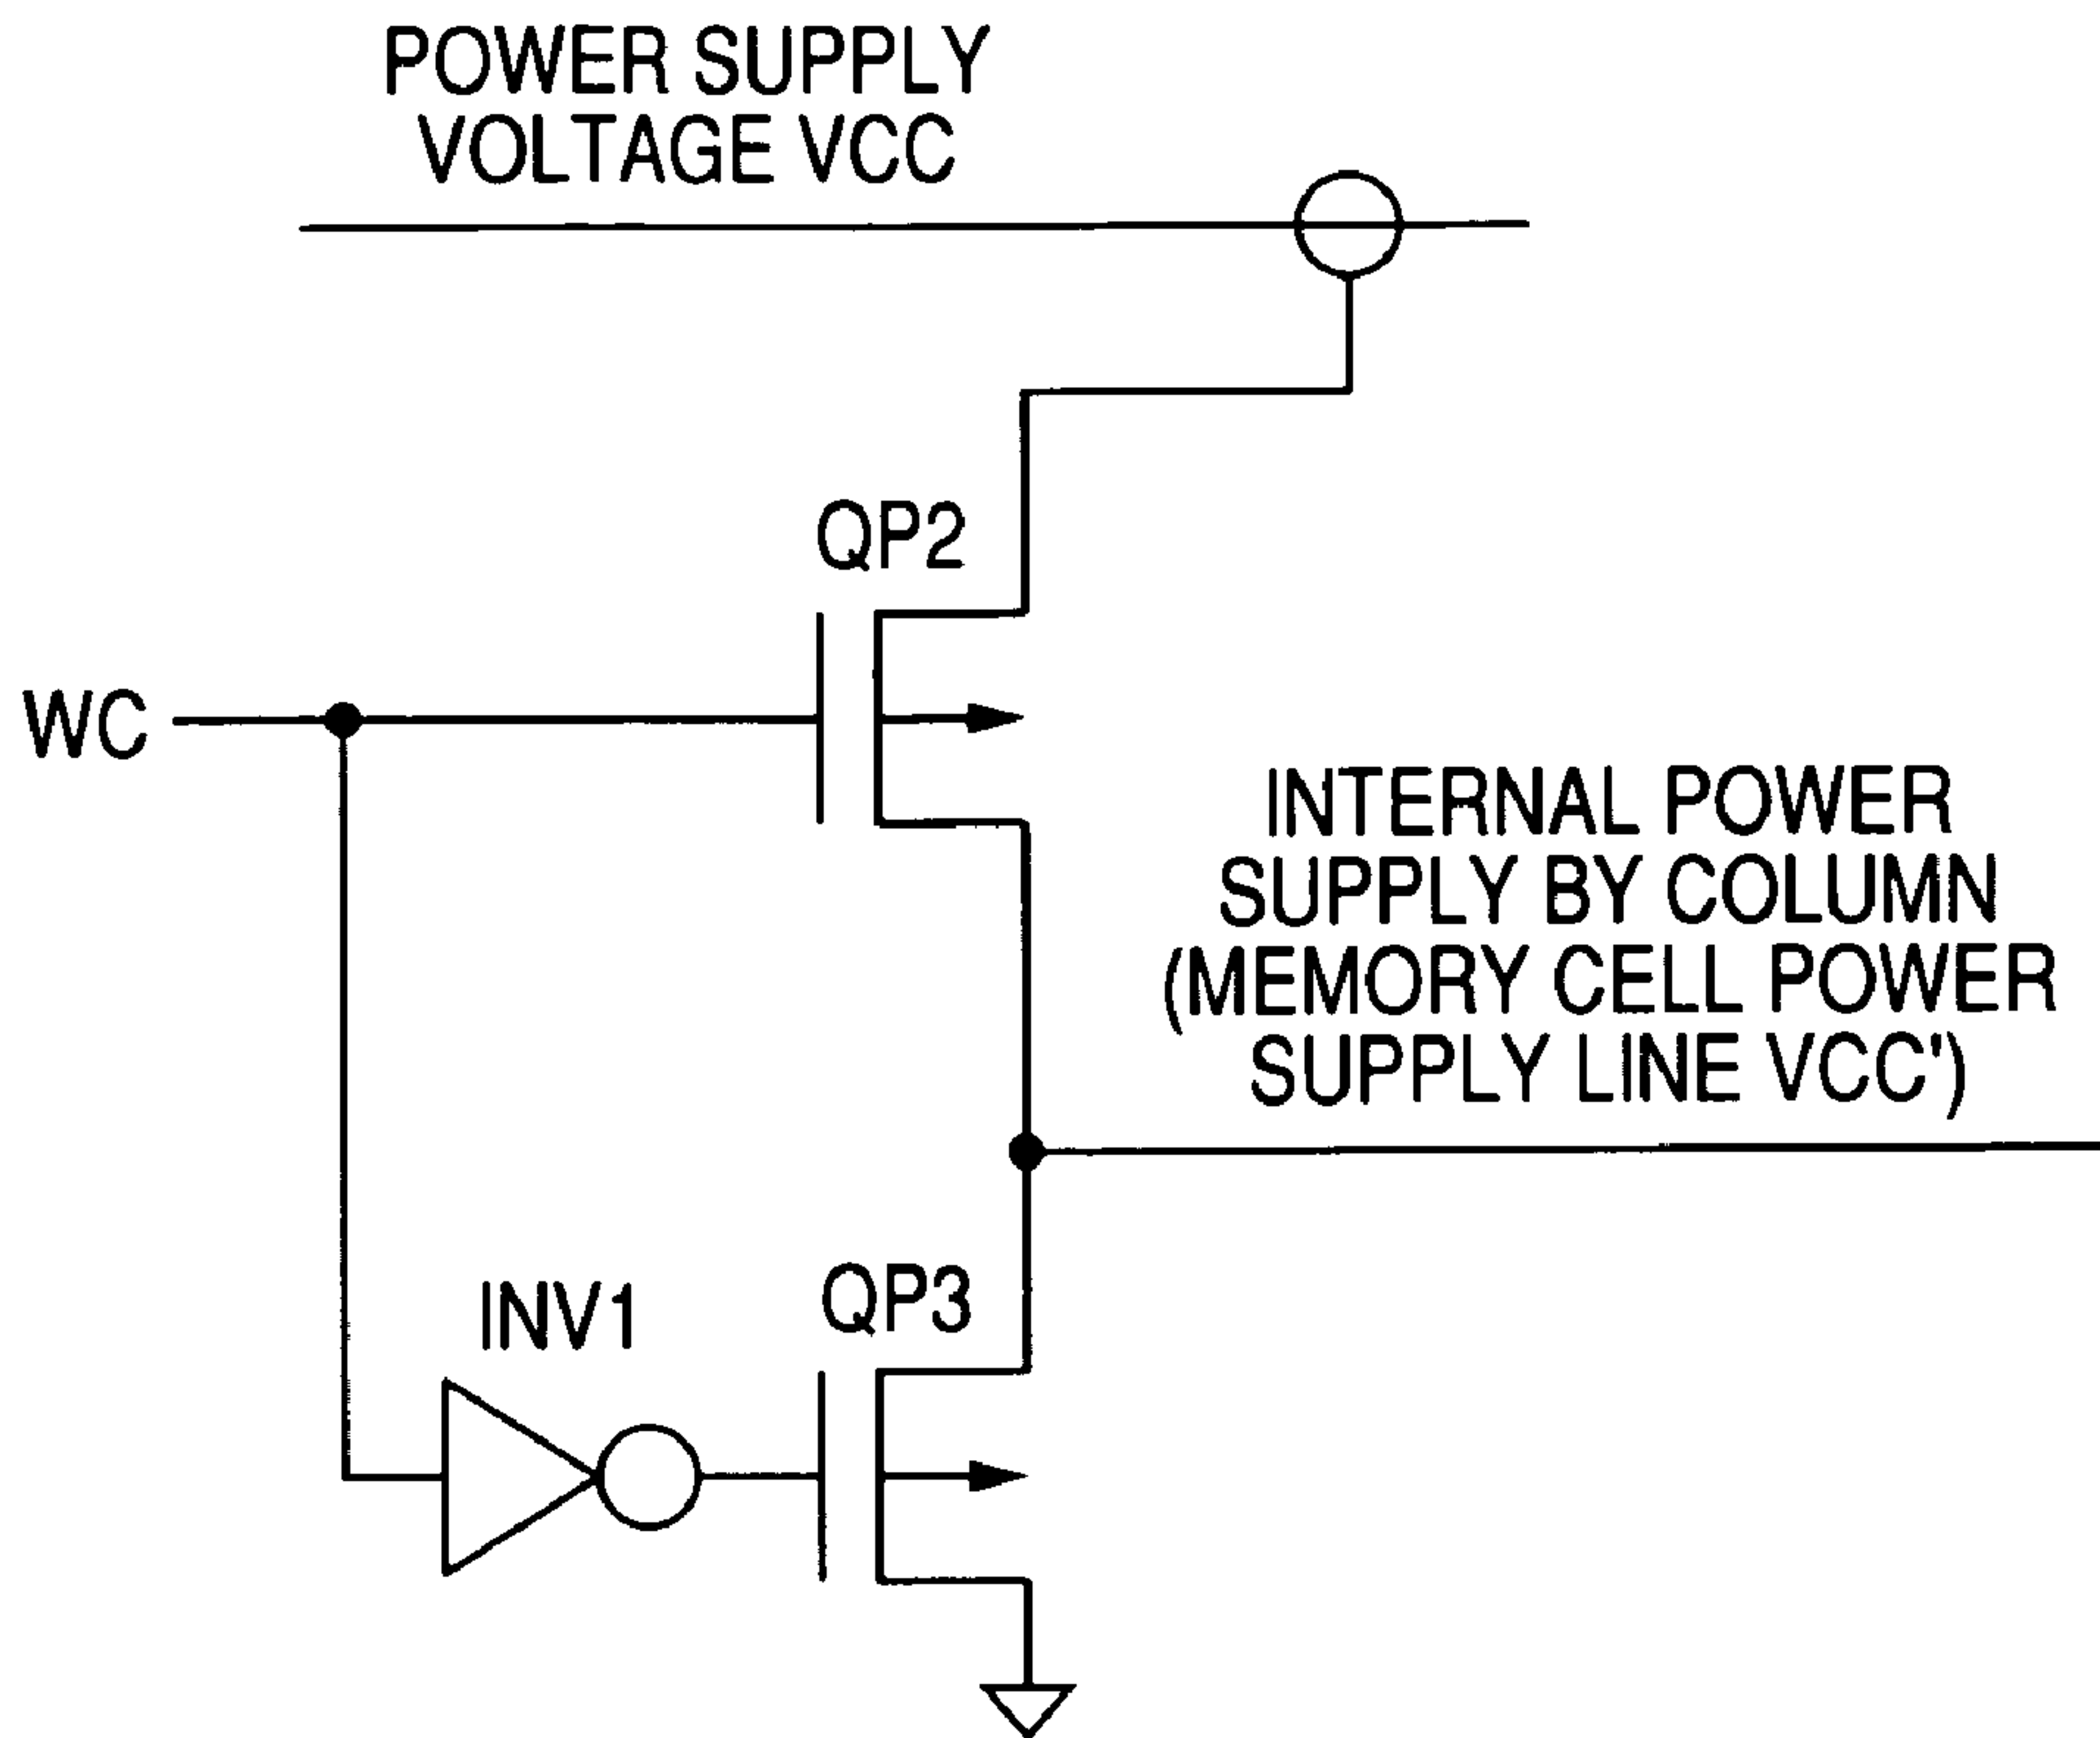 POWER SUPPLY
VOLTAGE VCC
QP2
WC
INTERNAL POWER
SUPPLY BY COLUMN
(MEMORY CELL POWER
SUPPLY LINE VCC')
INV1
QP3